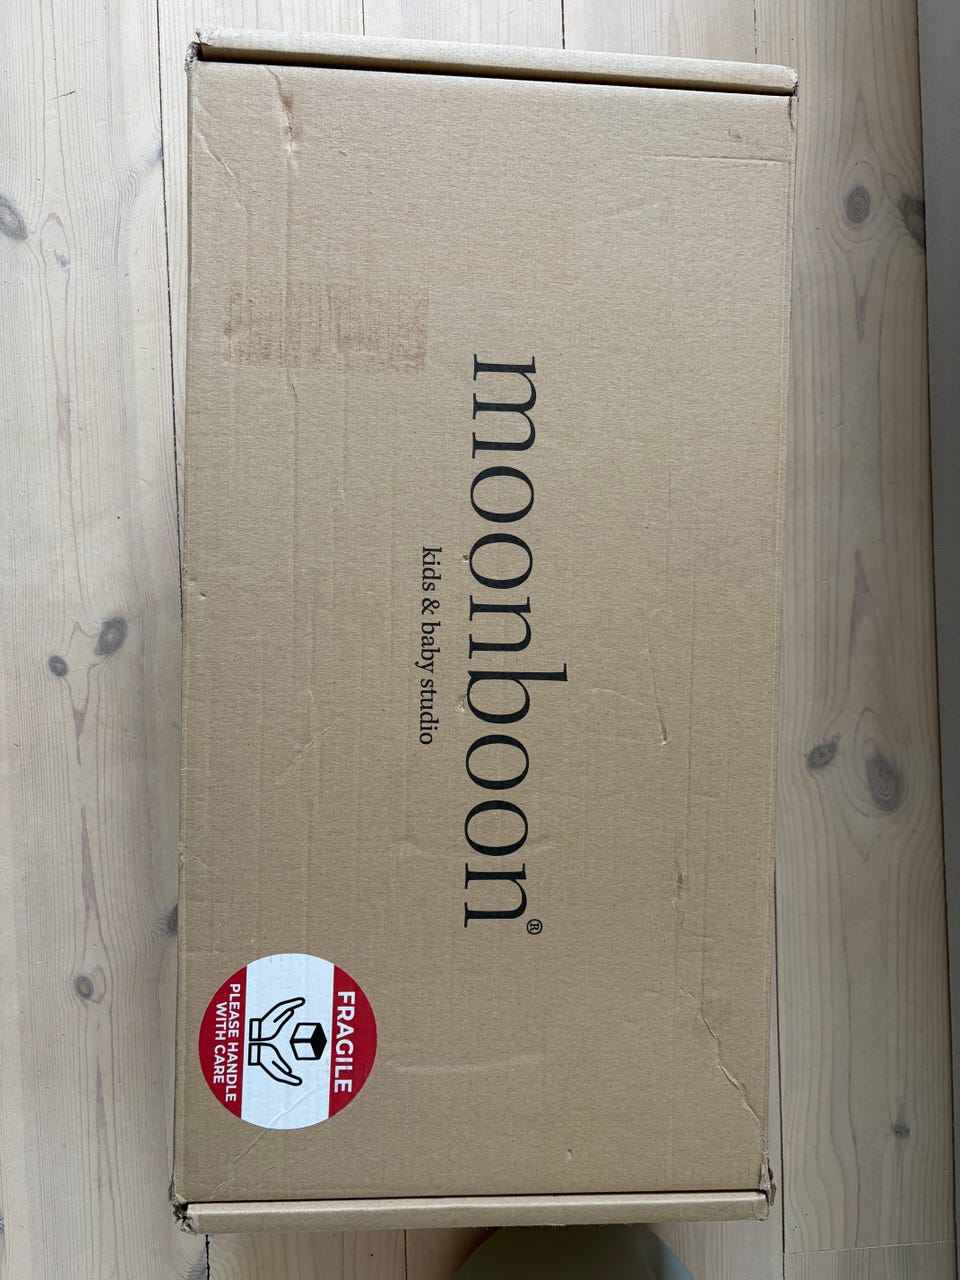 moonboon®
kids & baby studio
FRAGILE
PLEASE HANDLE
WITH CARE